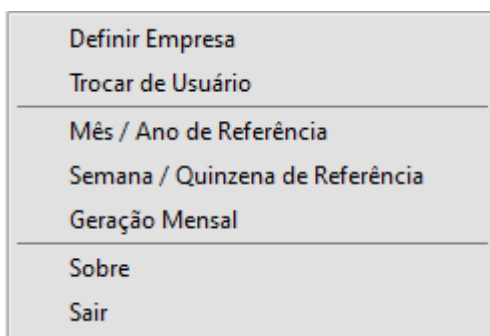 Definir Empresa
Trocar de Usuário
Mês / Ano de Referência
Semana / Quinzena de Referência
Geração Mensal
Sobre
Sair